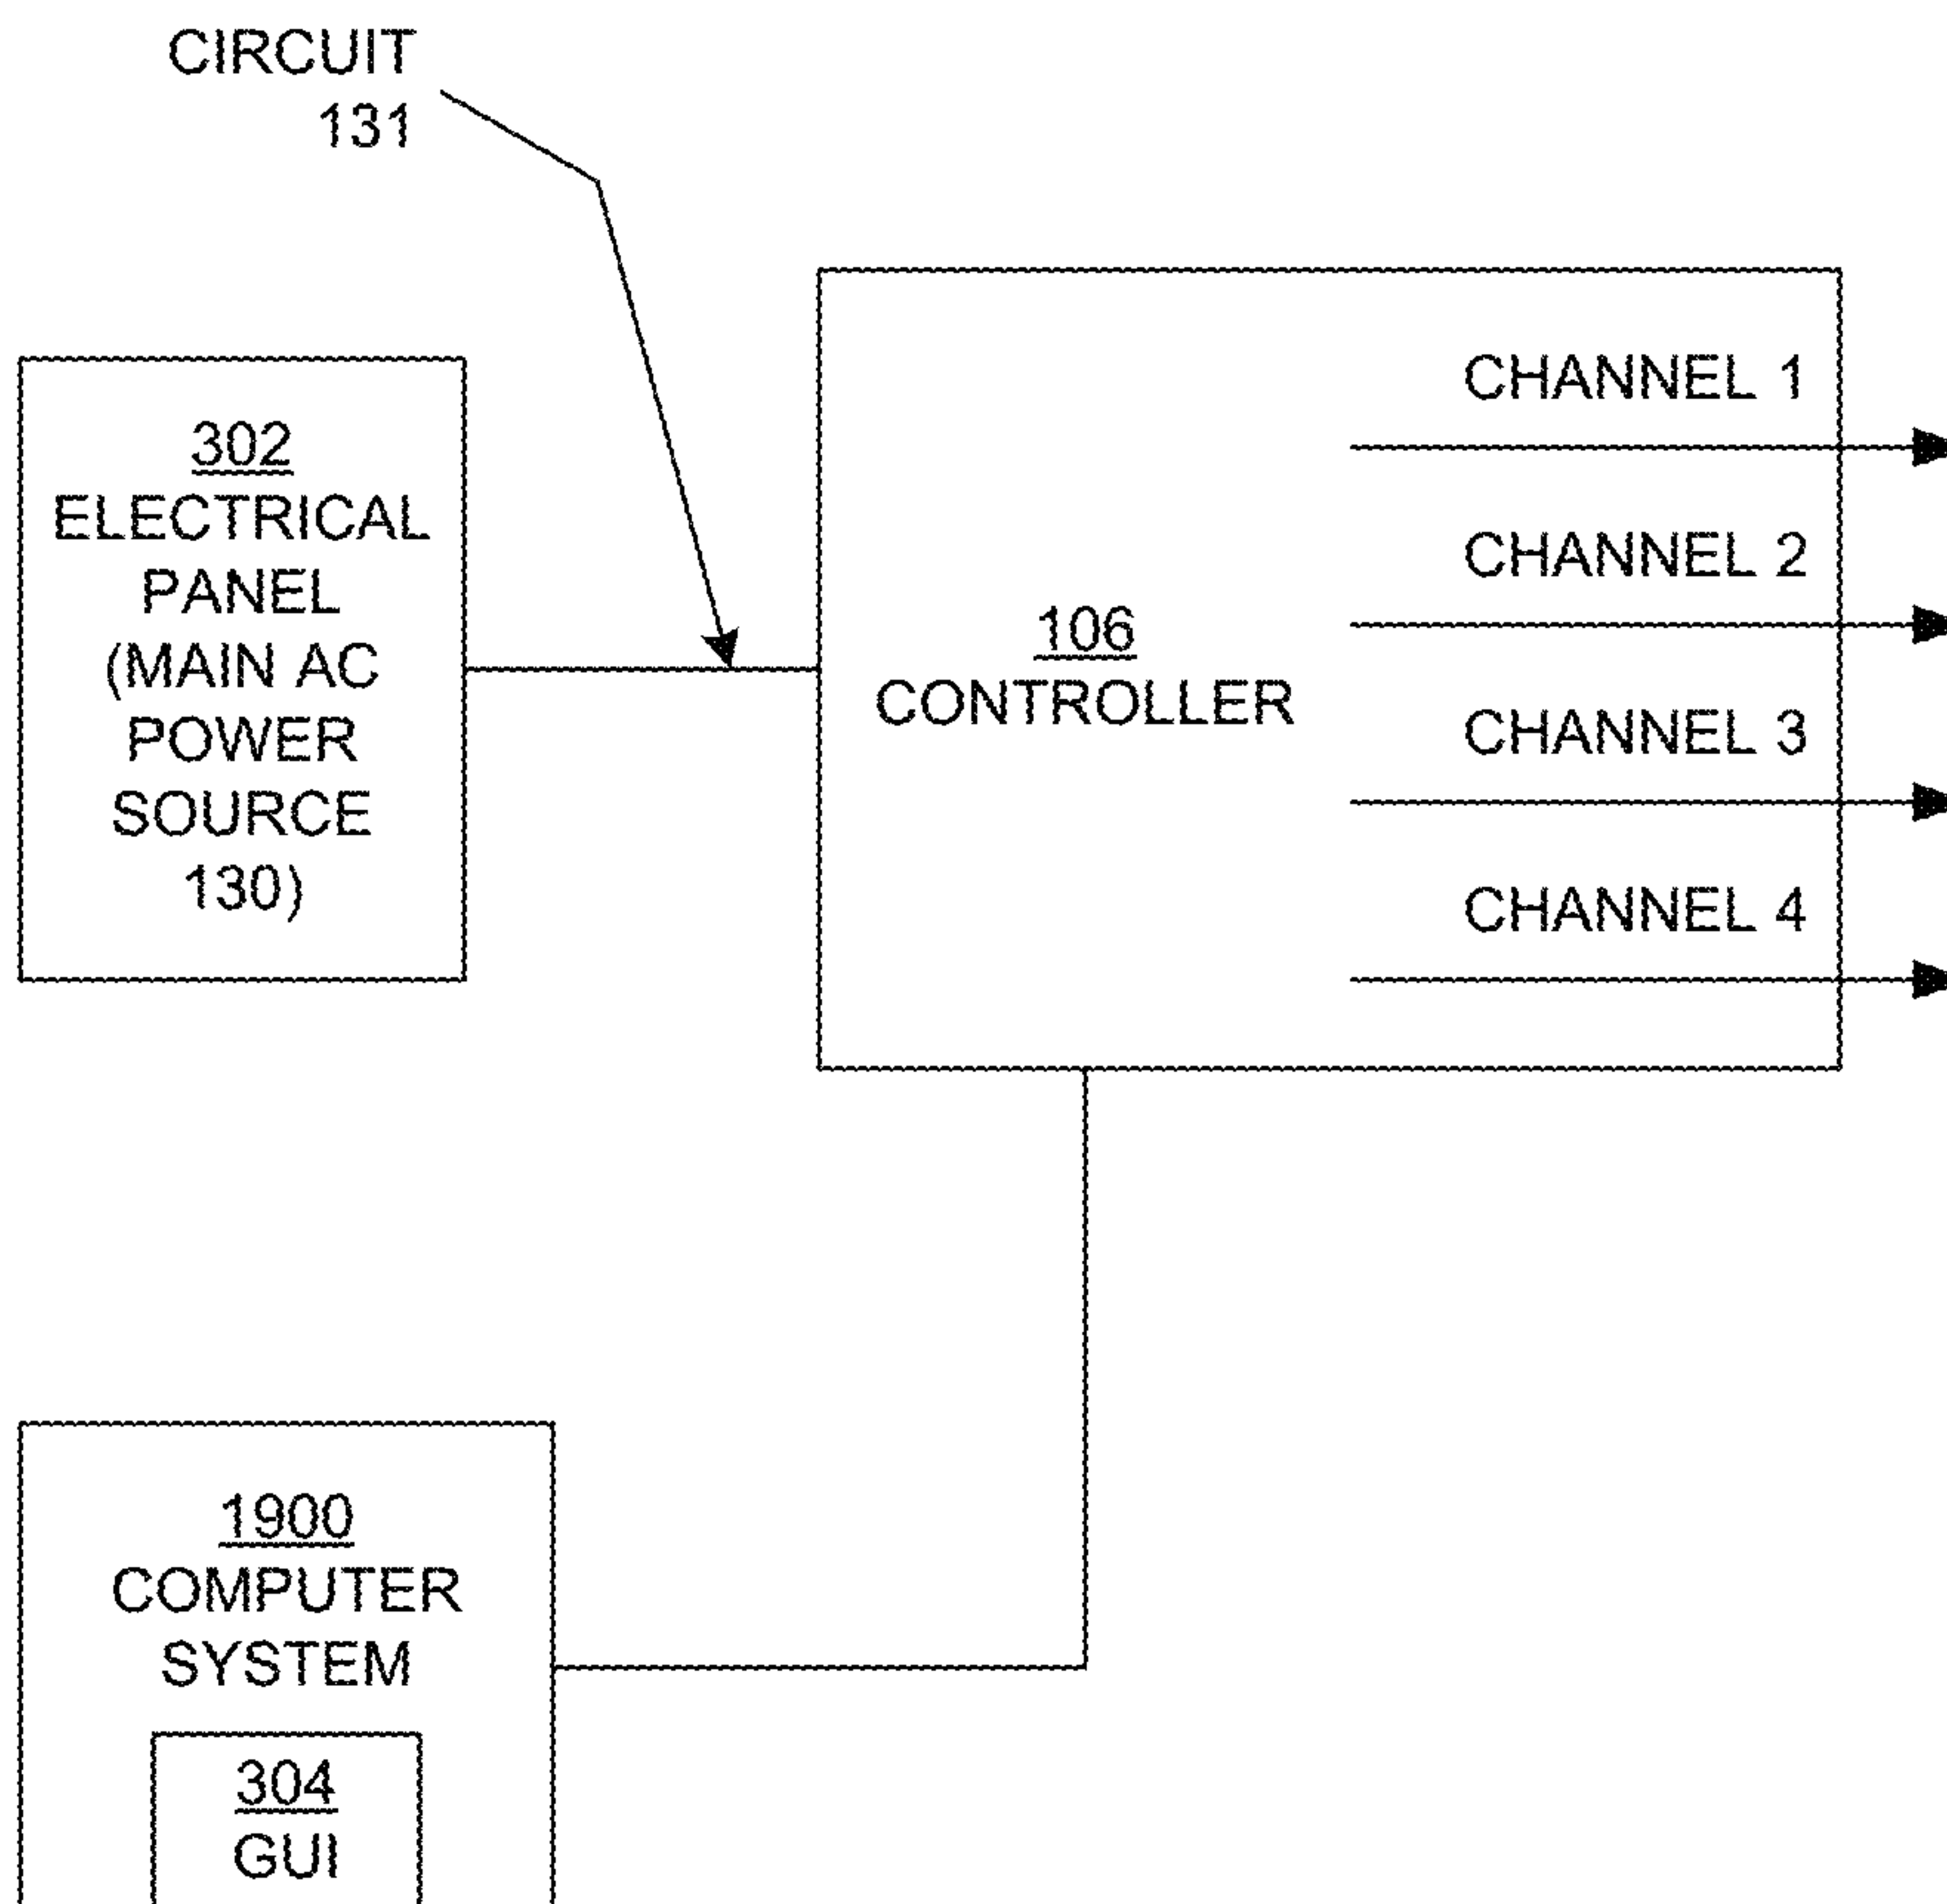 CIRCUIT
131
302
ELECTRICAL
PANEL
(MAIN AC
POWER
SOURCE
130)
106
CONTROLLER
CHANNEL 1
CHANNEL 2
CHANNEL 3
CHANNEL 4
1900
COMPUTER
SYSTEM
304
GUI